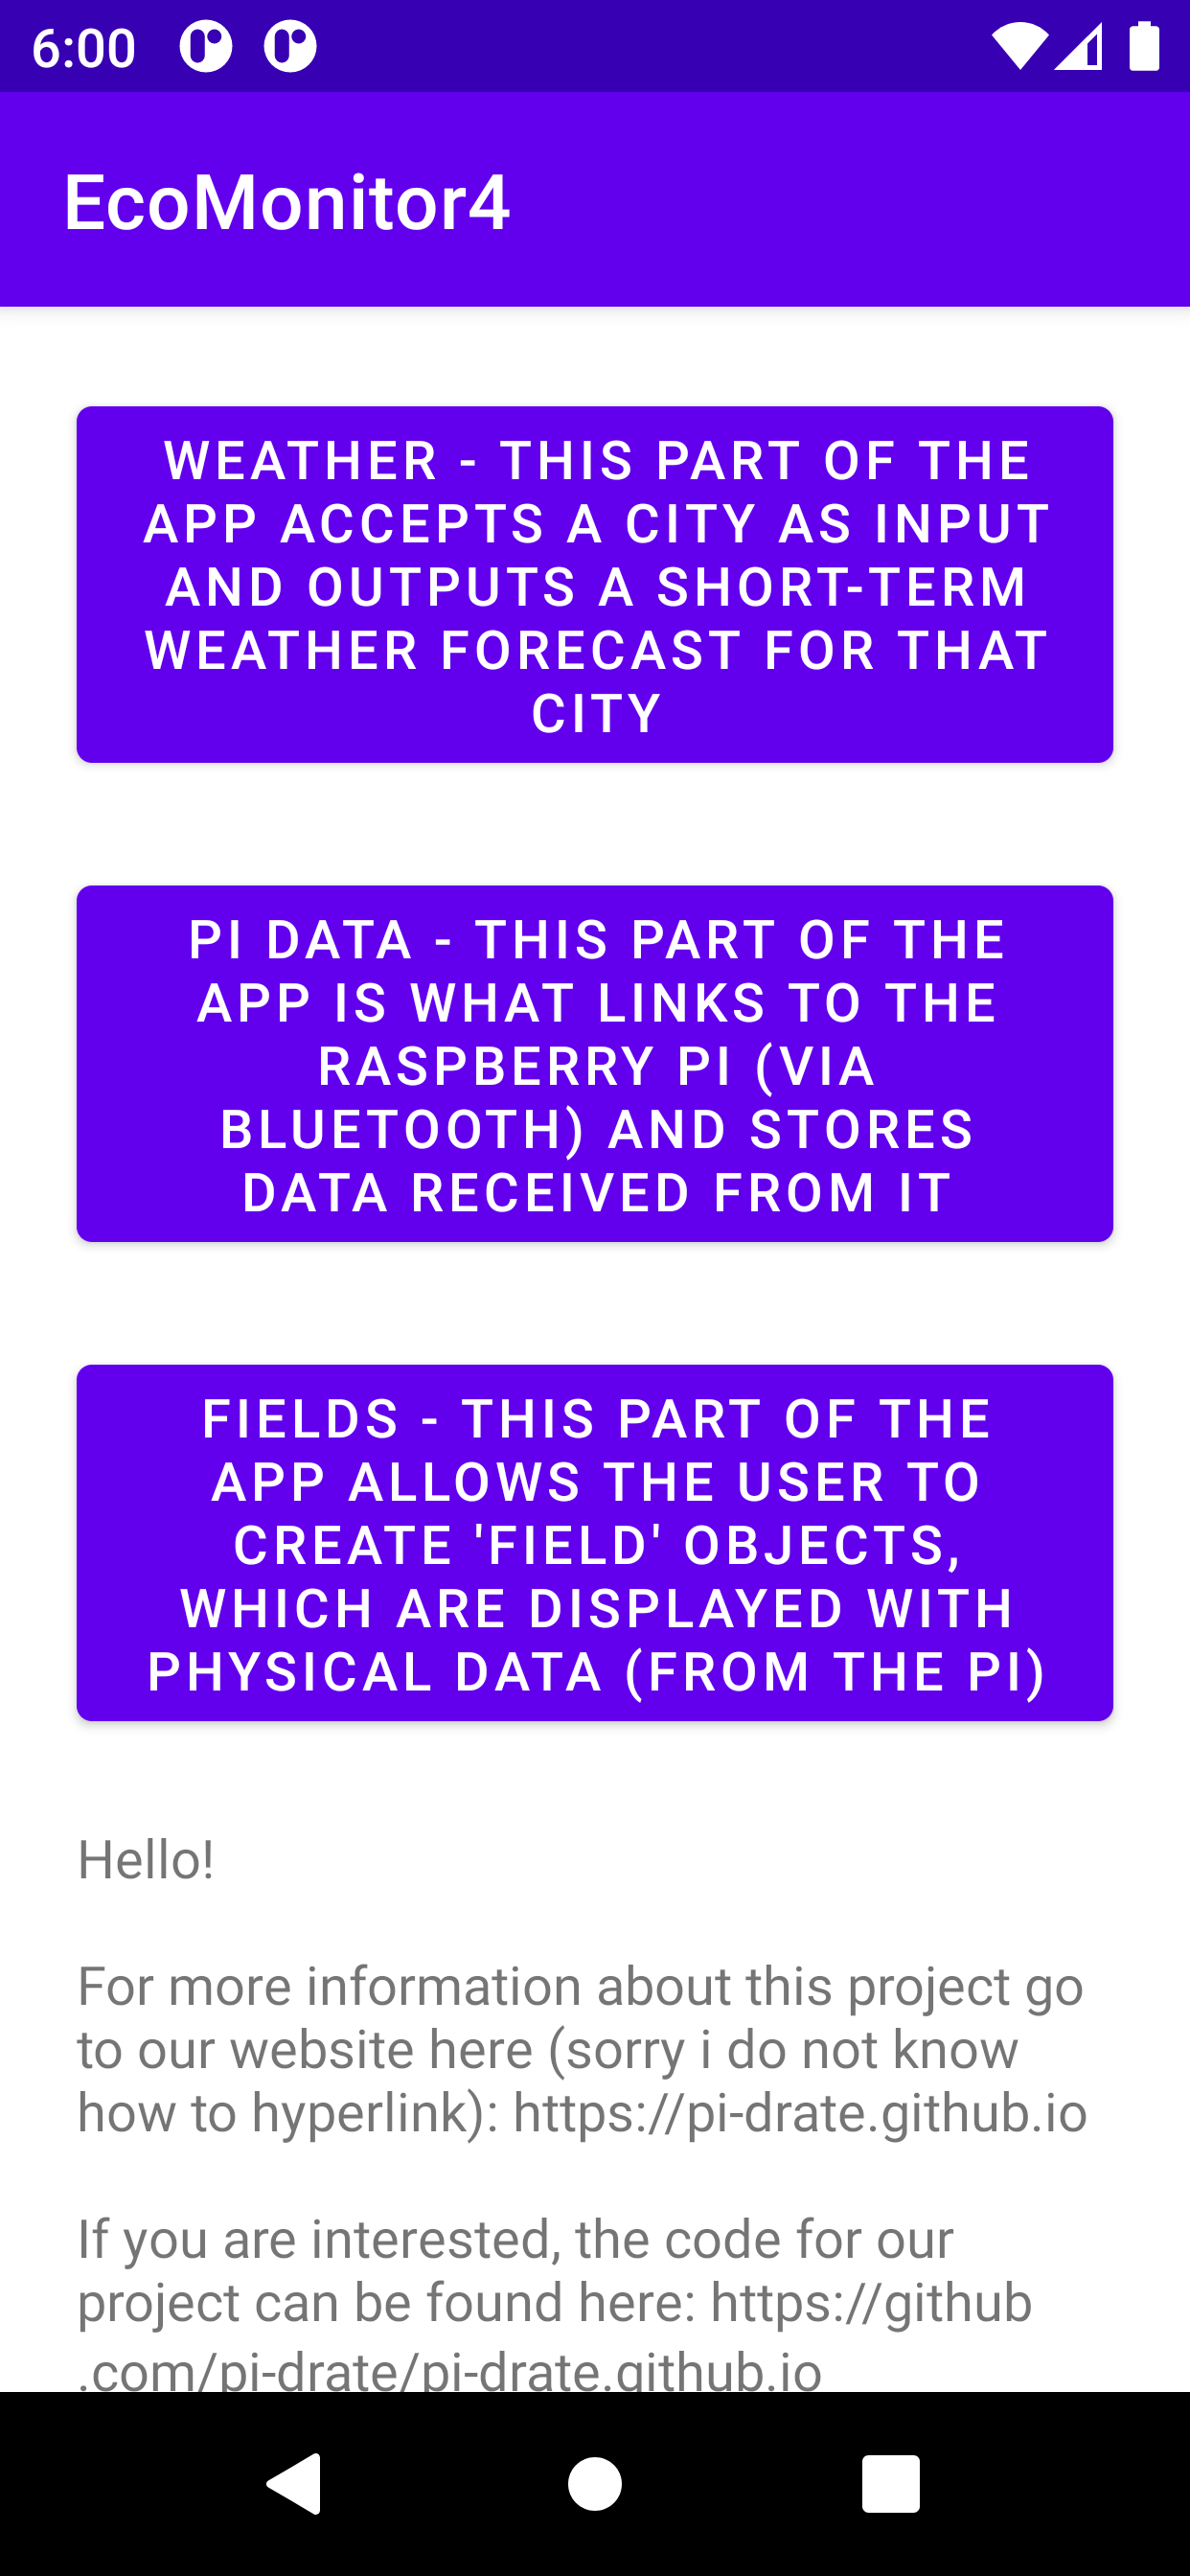 6:00
EcoMonitor4
WEATHER - THIS PART OF THE
APP ACCEPTS A CITY AS INPUT
AND OUTPUTS A SHORT-TERM
WEATHER FORECAST FOR THAT
CITY
PI DATA - THIS PART OF THE
APP IS WHAT LINKS TO THE
RASPBERRY PI (VIA
BLUETOOTH) AND STORES
DATA RECEIVED FROM IT
FIELDS - THIS PART OF THE
APP ALLOWS THE USER TO
CREATE 'FIELD' OBJECTS,
WHICH ARE DISPLAYED WITH
PHYSICAL DATA (FROM THE PI)
Hello!
For more information about this project go
to our website here (sorry i do not know
how to hyperlink): https://pi-drate.github.io
If you are interested, the code for our
project can be found here: https://github
.com/pi-drate/pi-drate.github.io